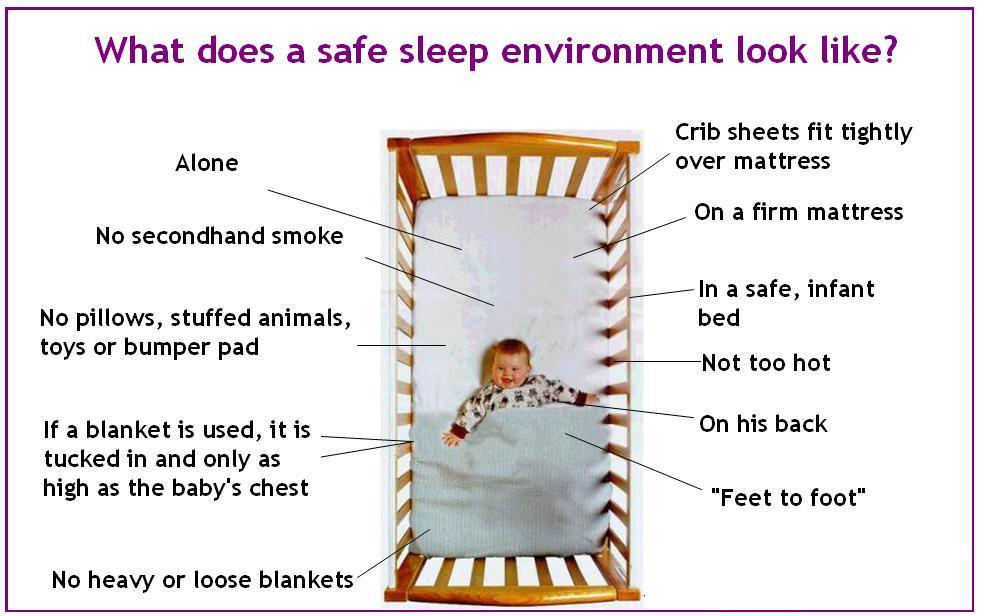 What does a safe sleep environment look like?
Alone
No secondhand smoke
No pillows, stuffed animals,
toys or bumper pad
If a blanket is used, it is
tucked in and only as
high as the baby's chest
No heavy or loose blankets
Crib sheets fit tightly
over mattress
On a firm mattress
In a safe, infant
bed
Not too hot
On his back
"Feet to foot"